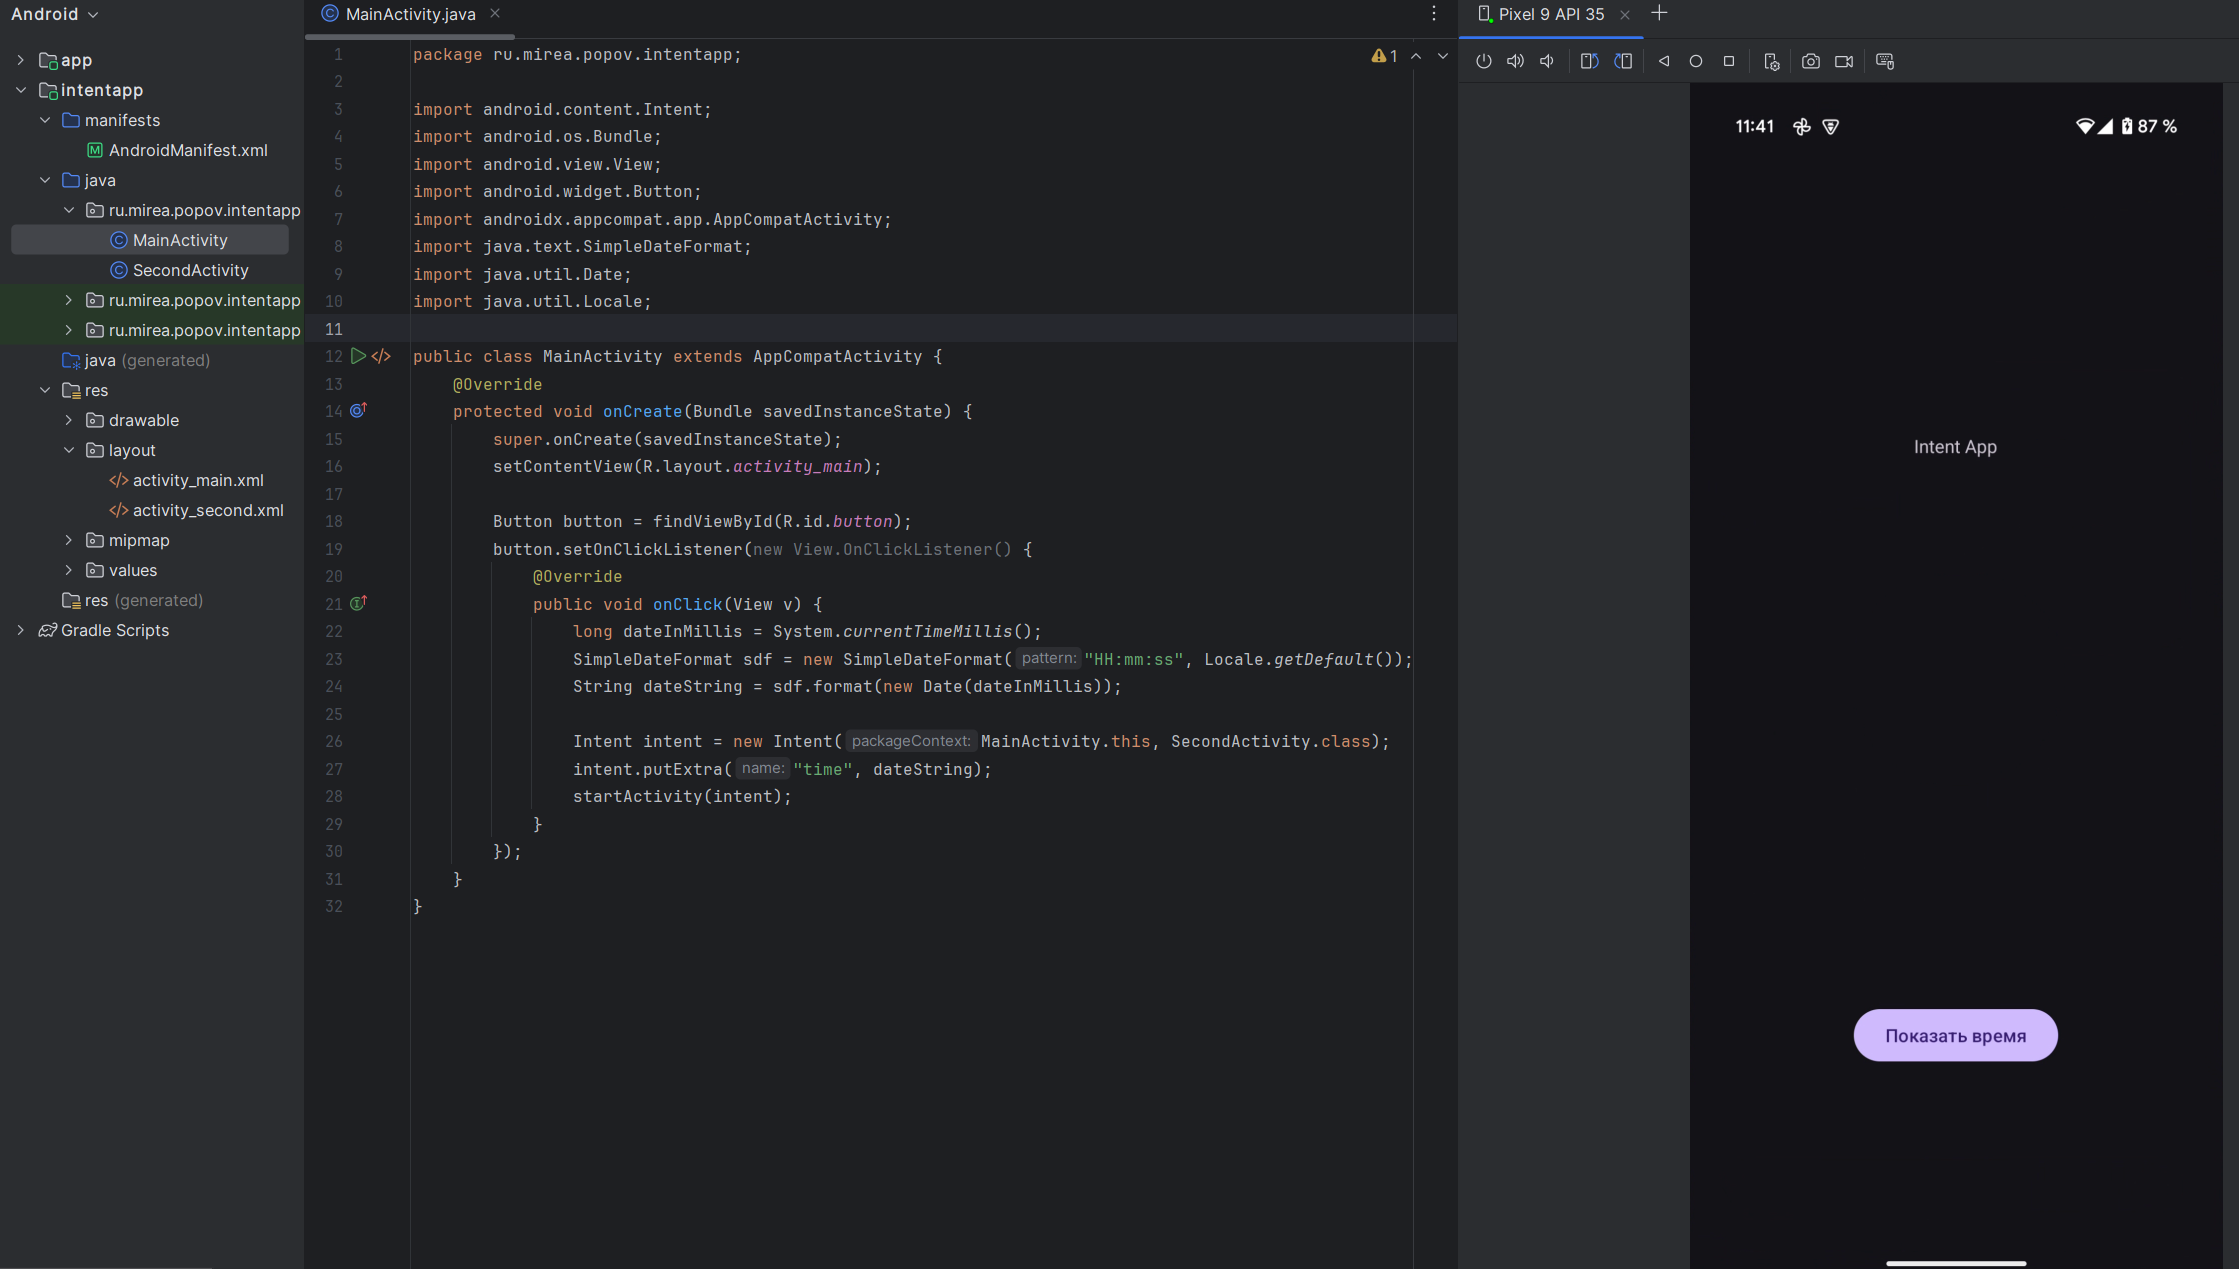 Android
app
intentapp
manifests
AndroidManifest.xml
java
ru.mirea.popov.intentapp
MainActivity
SecondActivity
ru.mirea.popov.intentapp
ru.mirea.popov.intentapp
java (generated)
res
drawable
layout
activity_main.xml
activity_second.xml
mipmap
values
res (generated)
Gradle Scripts
MainActivity.java
1
1 package ru.mirea.popov.intentapp;
2
3 import android.content.Intent;
4 import android.os.Bundle;
5 import android.view.View;
6 import android.widget.Button;
7 import androidx.appcompat.app.AppCompatActivity;
8 import java.text.SimpleDateFormat;
9 import java.util.Date;
10 import java.util.Locale;
11
12 public class MainActivity extends AppCompatActivity {
13 @Override
14 protected void onCreate(Bundle savedInstanceState) {
15 super.onCreate(savedInstanceState);
16 setContentView(R.layout.activity_main);
17
18 Button button = findViewById(R.id.button);
19 button.setOnClickListener(new View.OnClickListener() {
20 @Override
21 public void onClick(View v) {
22 long dateInMillis = System.currentTimeMillis();
23 SimpleDateFormat sdf = new SimpleDateFormat( pattern: "HH:mm:ss", Locale.getDefault());
24 String dateString = sdf.format(new Date(dateInMillis));
25
26 Intent intent = new Intent( packageContext: MainActivity.this, SecondActivity.class);
27 intent.putExtra( name: "time", dateString);
28 startActivity(intent);
29 }
30 });
31 }
32 }
Pixel 9 API 35
11:41
87 %
Intent App
Показать время